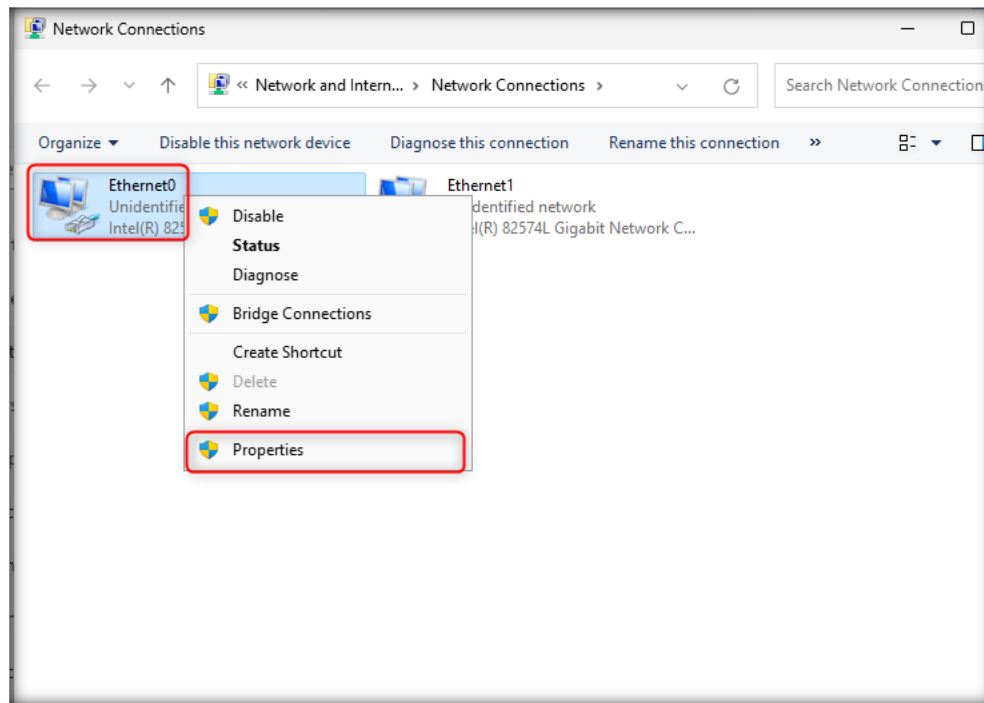 Network Connections
« Network and Intern... > Network Connections >
Search Network Connection
Organize Disable this network device Diagnose this connection Rename this connection »
Ethernet0
Unidentifie
Intel(R) 825
Ethernet1
dentified network
el(R) 82574L Gigabit Network C...
Disable
Status
Diagnose
Bridge Connections
Create Shortcut
Delete
Rename
Properties